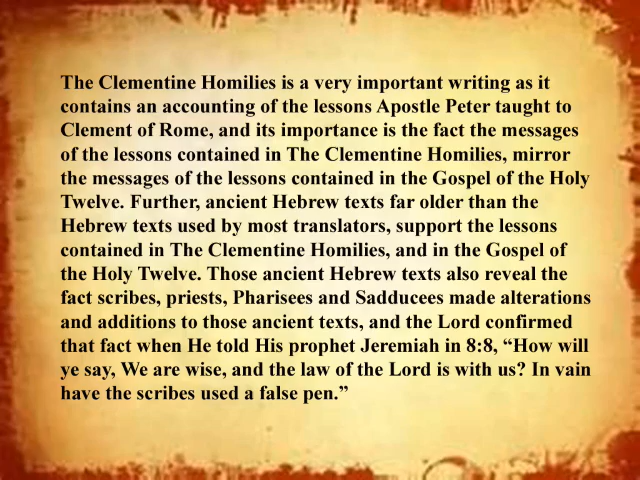 The Clementine Homilies is a very important writing as it
contains an accounting of the lessons Apostle Peter taught to
Clement of Rome, and its importance is the fact the messages
of the lessons contained in The Clementine Homilies, mirror
the messages of the lessons contained in the Gospel of the Holy
Twelve. Further, ancient Hebrew texts far older than the
Hebrew texts used by most translators, support the lessons
contained in The Clementine Homilies, and in the Gospel of
the Holy Twelve. Those ancient Hebrew texts also reveal the
fact scribes, priests, Pharisees and Sadducees made alterations
and additions to those ancient texts, and the Lord confirmed
that fact when He told His prophet Jeremiah in 8:8, “How will
ye say, We are wise, and the law of the Lord is with us? In vain
have the scribes used a false pen.”